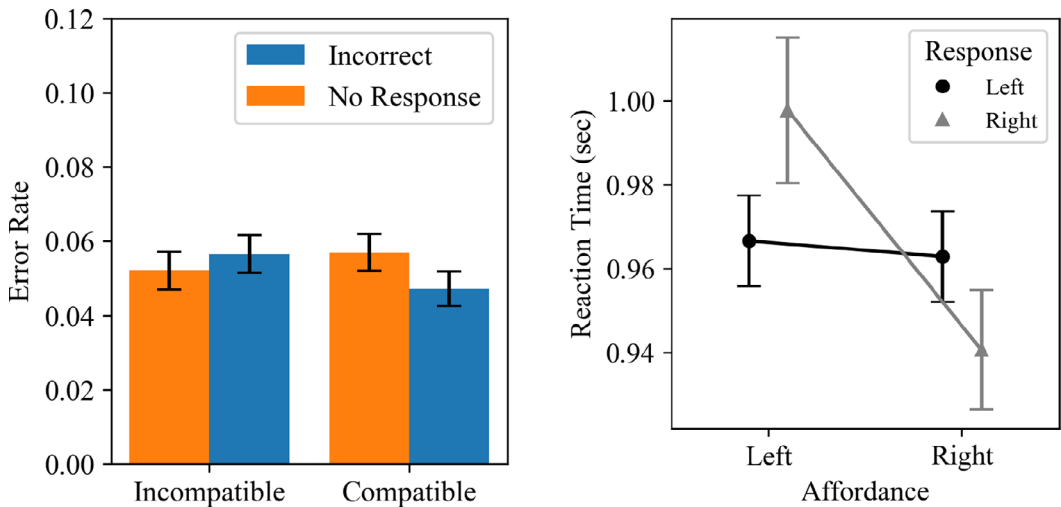 Error Rate
0.12
0.10
0.08
0.06
0.04
0.02
0.00
Incorrect
No Response
Incompatible
Compatible
Reaction Time (sec)
1.00
0.98
0.96
0.94
Response
Left
Right
Left
Right
Affordance